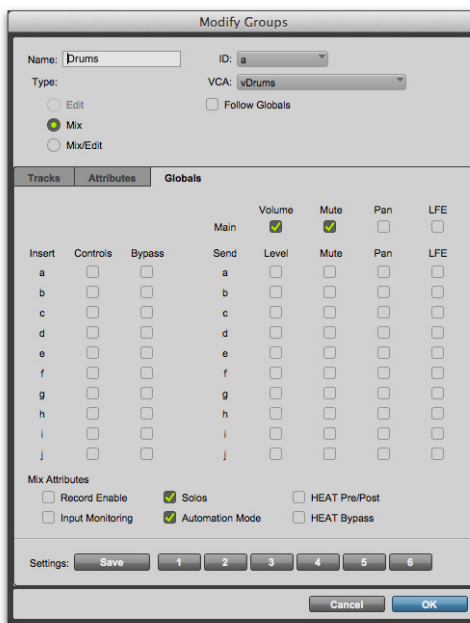 Modify Groups
Name: Drums ID: a
Type: VCA: vDrums
Edit Follow Globals
Mix
Mix/Edit
Tracks Attributes Globals
Volume Mute Pan LFE
Main
Insert Controls Bypass Send Level Mute Pan LFE
a a
b b
c c
d d
e e
f f
g g
h h
i i
j j
Mix Attributes
Record Enable Solos HEAT Pre/Post
Input Monitoring Automation Mode HEAT Bypass
Settings: Save 1 2 3 4 5 6
Cancel OK